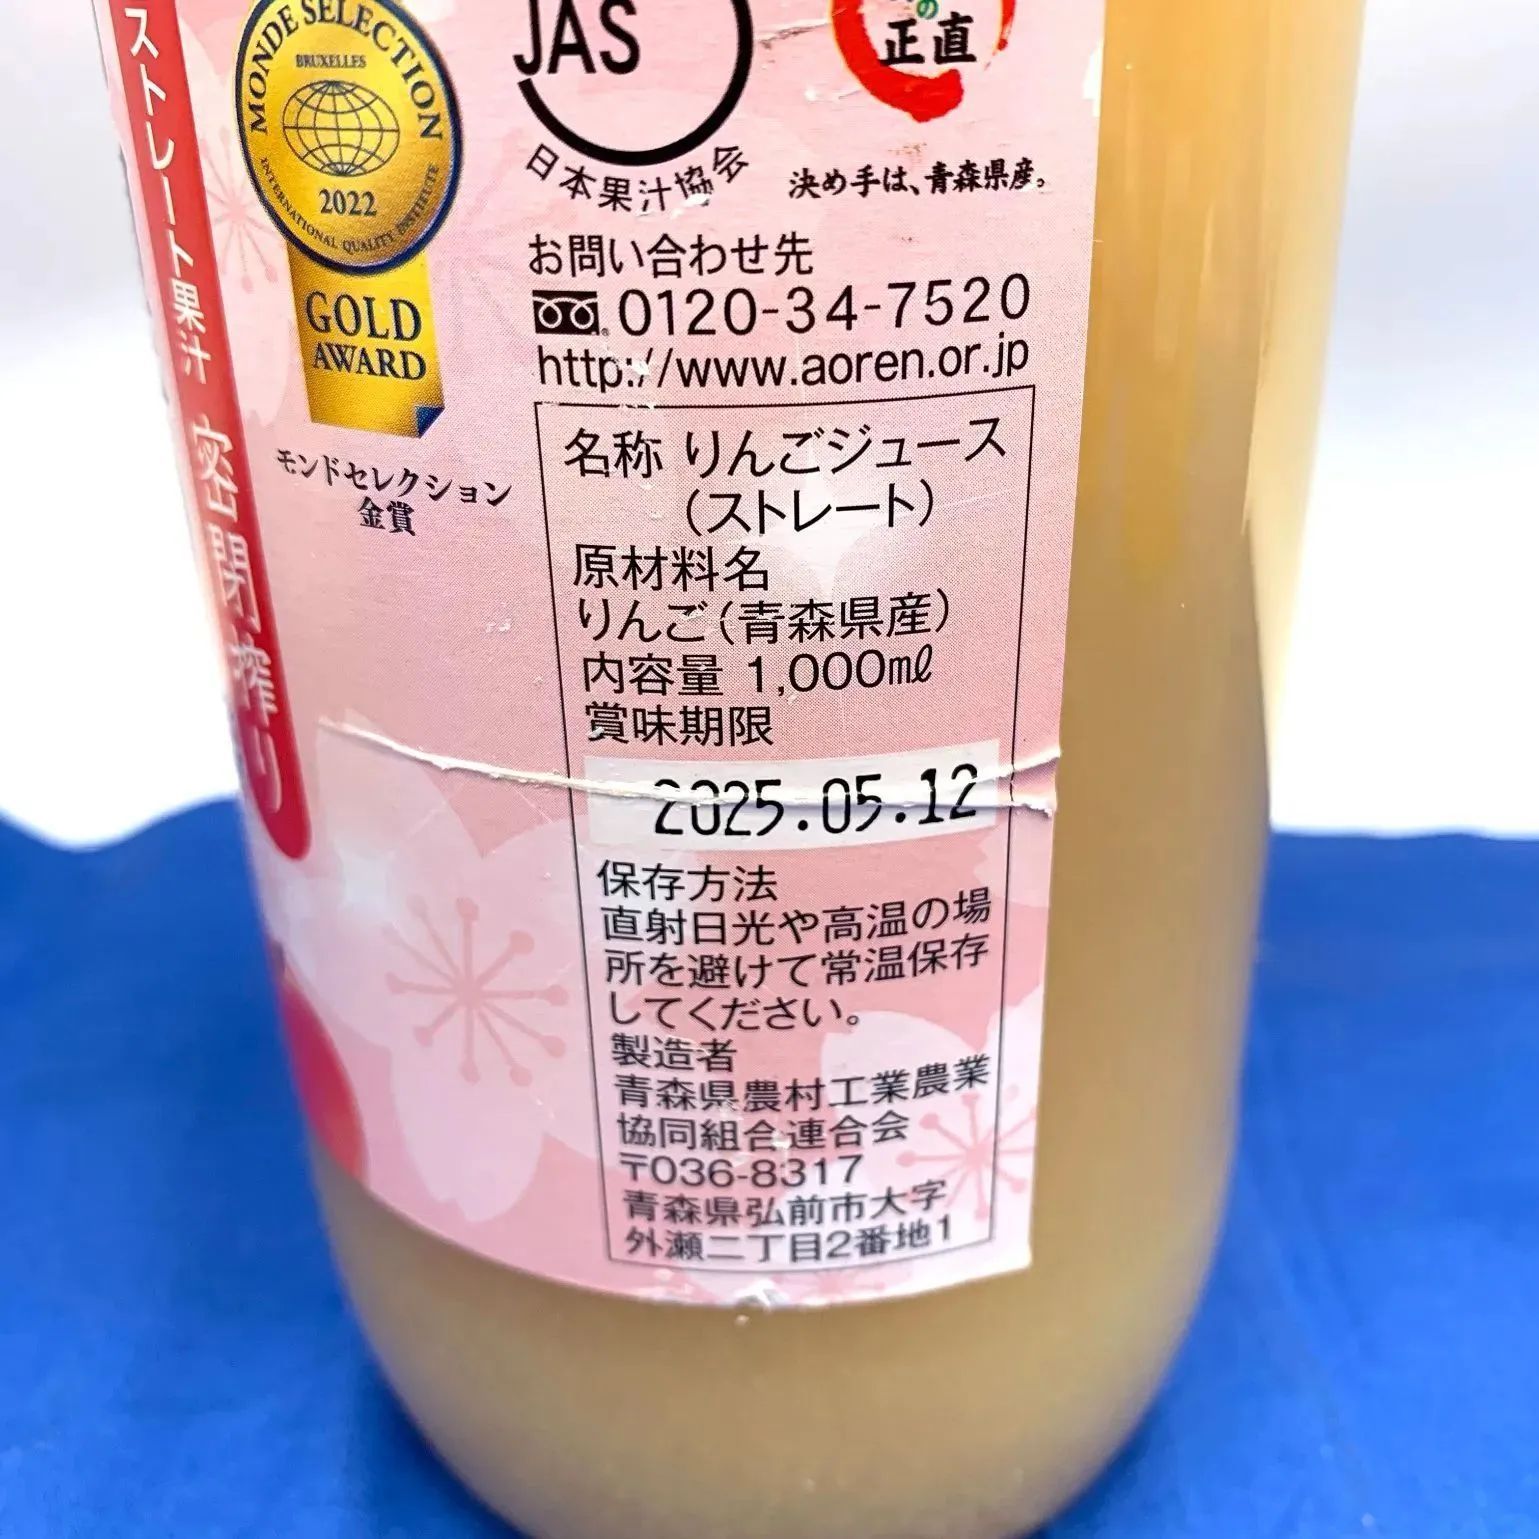 ストレート果汁 密閉搾り
MONDE SELECTION
BRUXELLES
2022
INTERNATIONAL QUALITY INSTITUTE
GOLD
AWARD
モンドセレクション
金賞
JAS
日本果汁協会
の
正直
決め手は、青森県産。
お問い合わせ先
0120-34-7520
http://www.aoren.or.jp
名称 りんごジュース
(ストレート)
原材料名
りんご(青森県産)
内容量 1,000mℓ
賞味期限
2025.05.12
保存方法
直射日光や高温の場
所を避けて常温保存
してください。
製造者
青森県農村工業農業
協同組合連合会
〒036-8317
青森県弘前市大字
外瀬二丁目2番地1